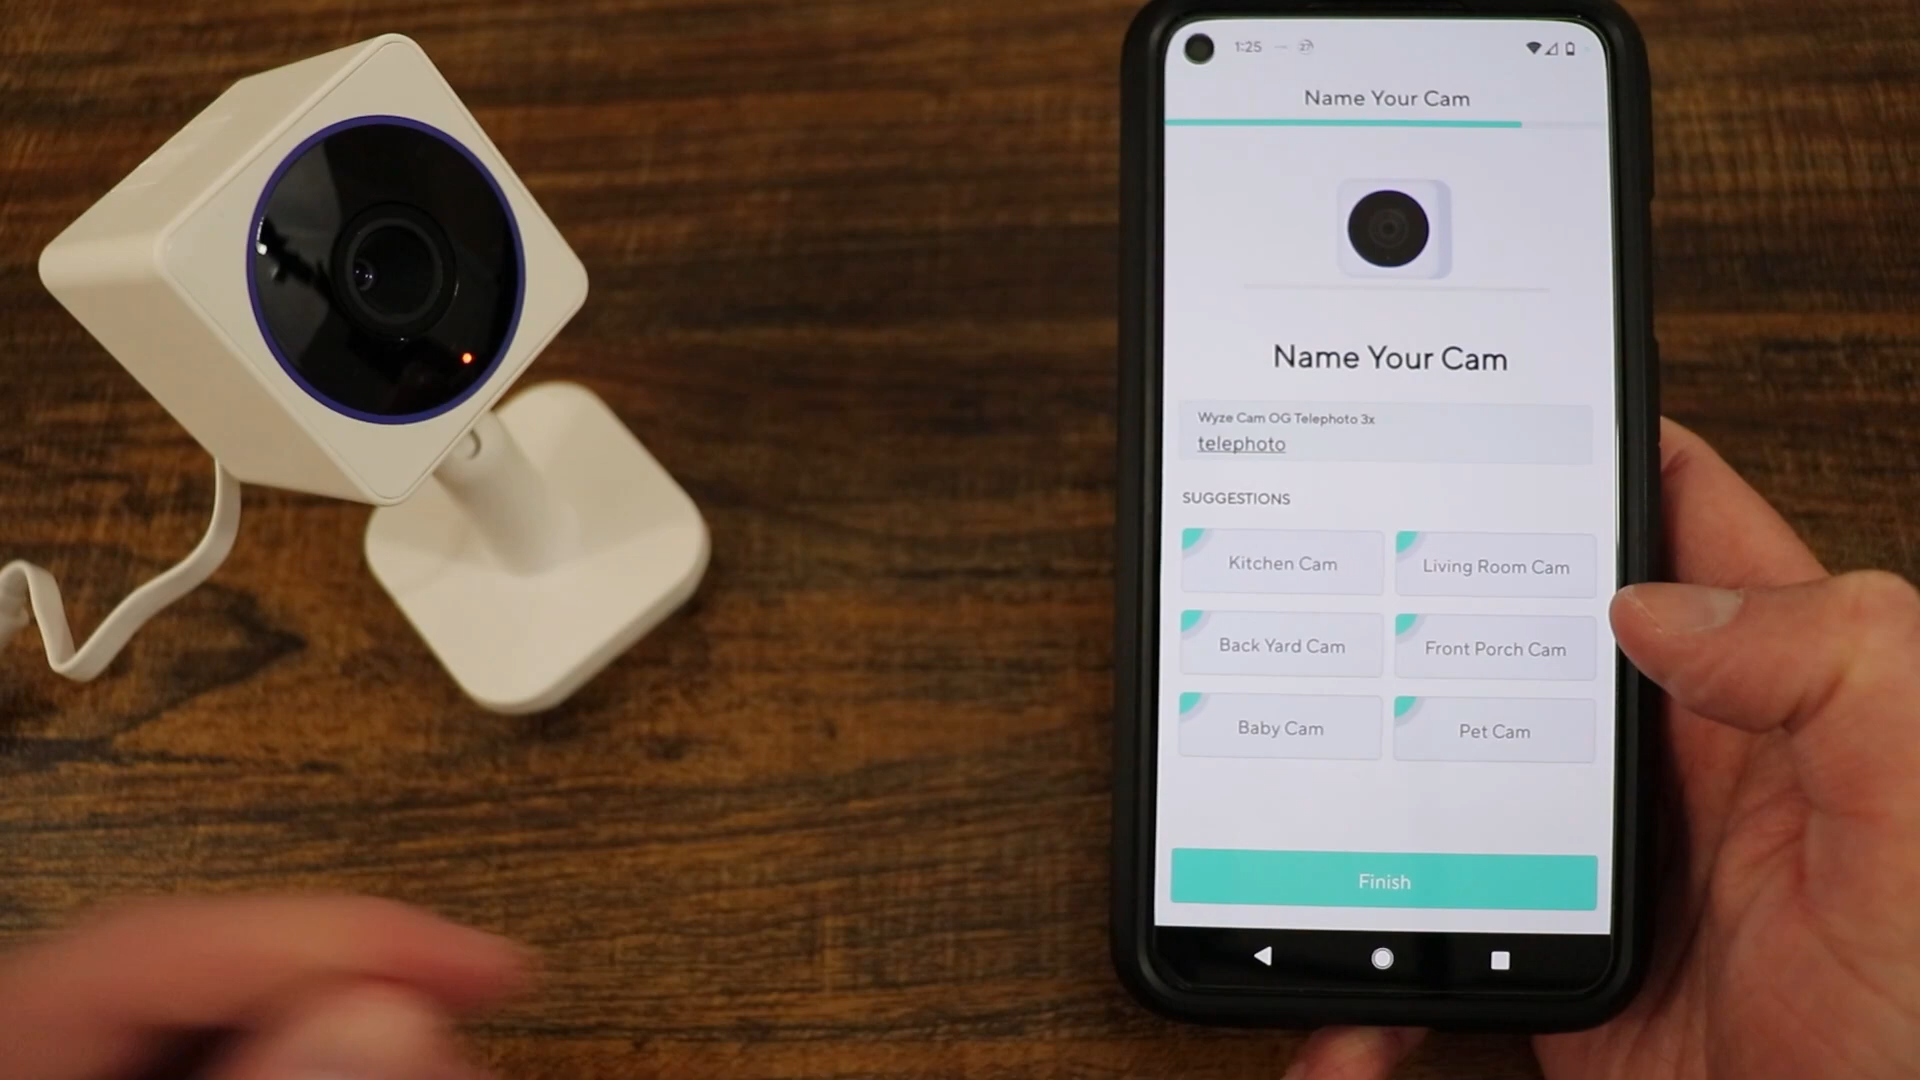 1:25
27
Name Your Cam
Name Your Cam
Wyze Cam OG Telephoto 3x
telephoto
SUGGESTIONS
Kitchen Cam
Living Room Cam
Back Yard Cam
Front Porch Cam
Baby Cam
Pet Cam
Finish